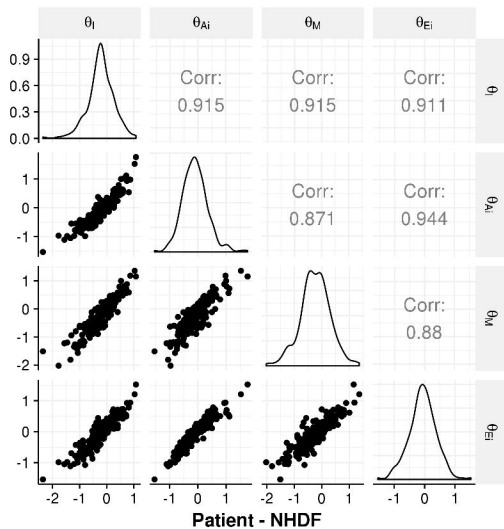 θI θAi θM θEi
0.9
0.6
0.3
0.0
Corr:
0.915
Corr:
0.915
Corr:
0.911
θI
1
0
-1
Corr:
0.871
Corr:
0.944
θAi
1
0
-1
-2
Corr:
0.88
θM
1
0
-1
θEi
-2 -1 0 1
-1 0 1
-2 -1 0 1
-1 0 1
Patient - NHDF